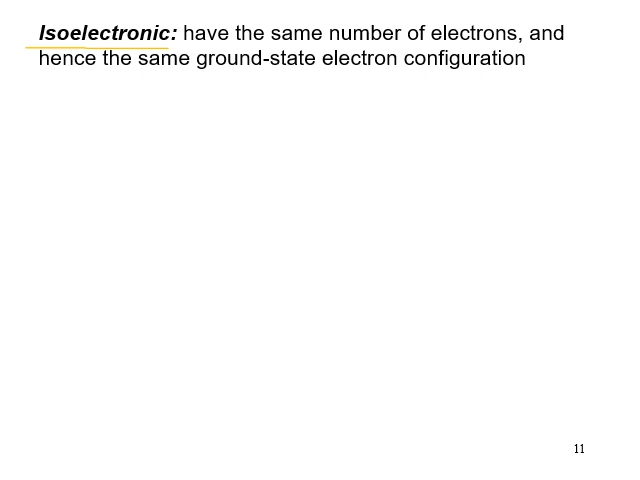 Isoelectronic: have the same number of electrons, and
hence the same ground-state electron configuration
11